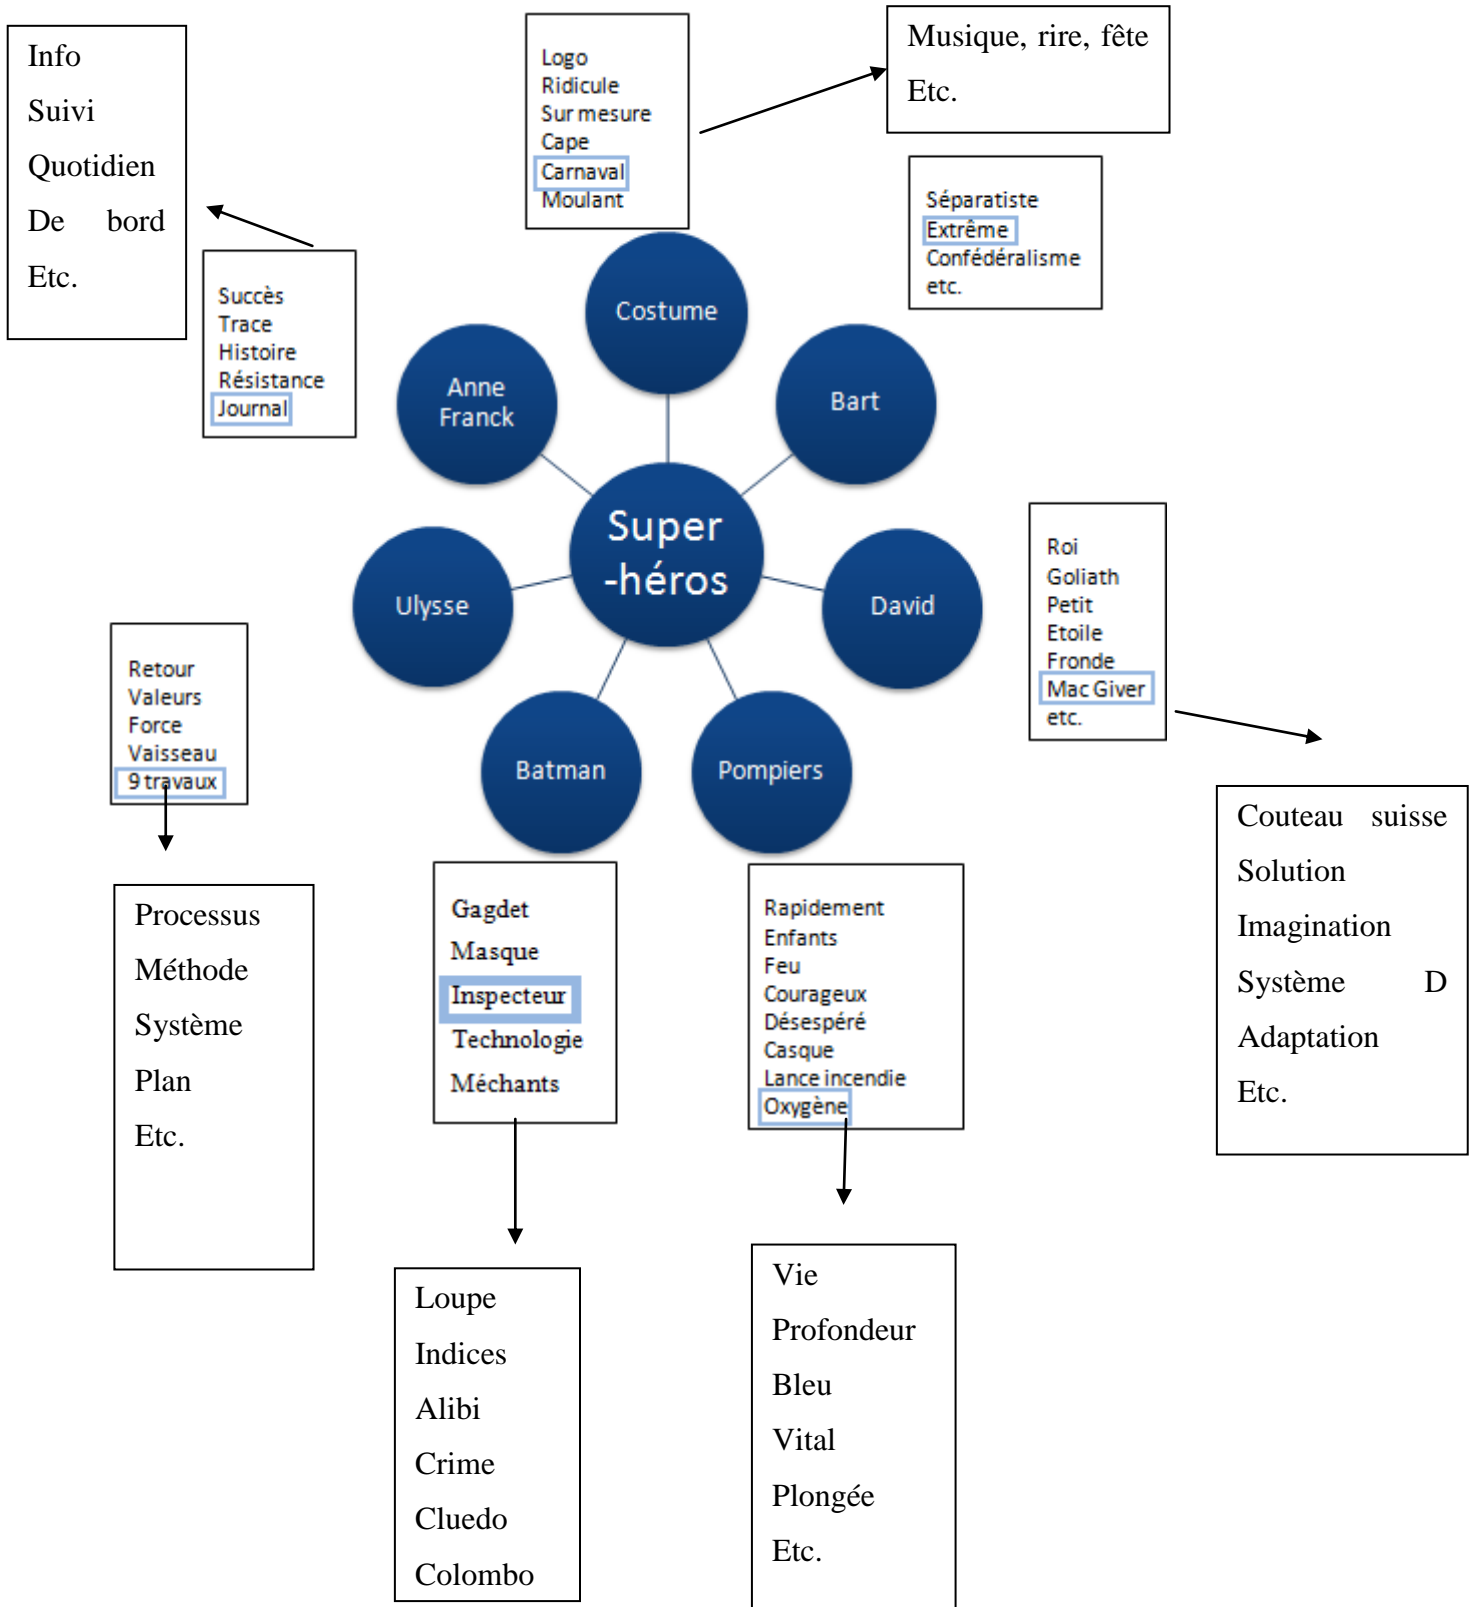 Info
Suivi
Quotidien
De bord
Etc.
Logo
Ridicule
Sur mesure
Cape
Carnaval
Moulant
Musique, rire, fête
Etc.
Séparatiste
Extrême
Confédéralisme
etc.
Succès
Trace
Histoire
Résistance
Journal
Costume
Anne
Franck
Bart
Super
-héros
Ulysse
David
Batman
Pompiers
Roi
Goliath
Petit
Etoile
Fronde
Mac Giver
etc.
Retour
Valeurs
Force
Vaisseau
9 travaux
Processus
Méthode
Système
Plan
Etc.
Gagdet
Masque
Inspecteur
Technologie
Méchants
Rapidement
Enfants
Feu
Courageux
Désespéré
Casque
Lance incendie
Oxygène
Couteau suisse
Solution
Imagination
Système D
Adaptation
Etc.
Loupe
Indices
Alibi
Crime
Cluedo
Colombo
Vie
Profondeur
Bleu
Vital
Plongée
Etc.